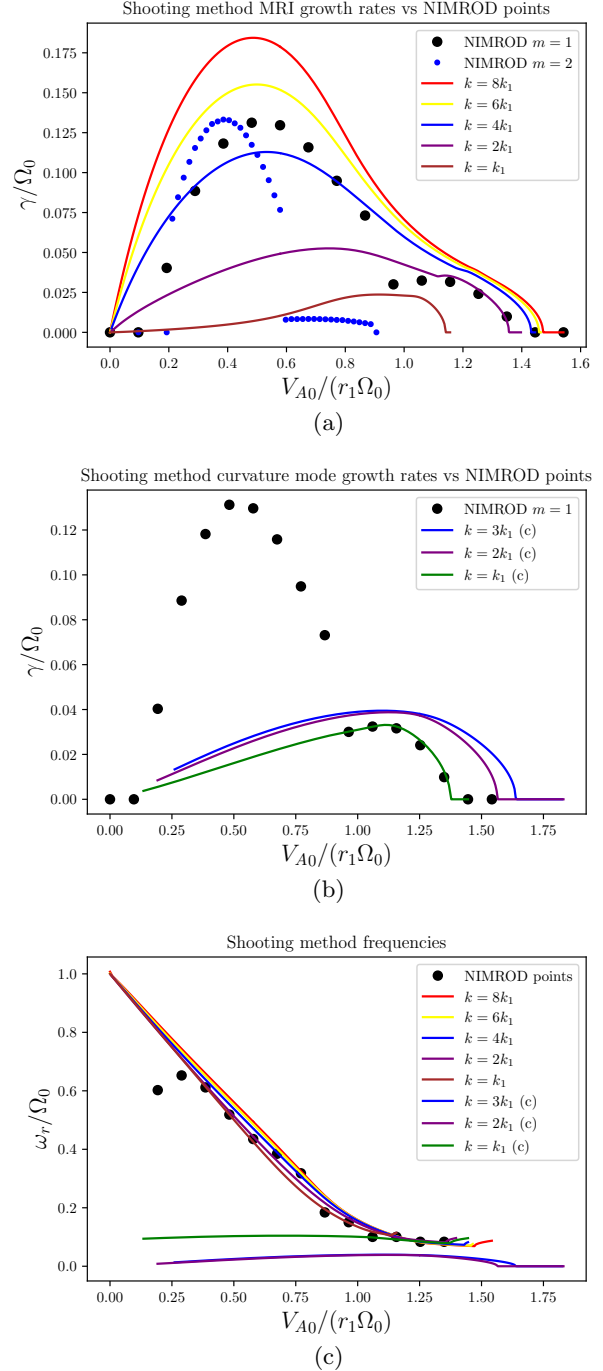 Shooting method MRI growth rates vs NIMROD points
γ/Ω₀
0.175
0.150
0.125
0.100
0.075
0.050
0.025
0.000
NIMROD m = 1
NIMROD m = 2
k = 8k₁
k = 6k₁
k = 4k₁
k = 2k₁
k = k₁
0.0 0.2 0.4 0.6 0.8 1.0 1.2 1.4 1.6
V_{A0}/(r₁Ω₀)
(a)
Shooting method curvature mode growth rates vs NIMROD points
γ/Ω₀
0.12
0.10
0.08
0.06
0.04
0.02
0.00
NIMROD m = 1
k = 3k₁ (c)
k = 2k₁ (c)
k = k₁ (c)
0.00 0.25 0.50 0.75 1.00 1.25 1.50 1.75
V_{A0}/(r₁Ω₀)
(b)
Shooting method frequencies
ω_r/Ω₀
1.0
0.8
0.6
0.4
0.2
0.0
NIMROD points
k = 8k₁
k = 6k₁
k = 4k₁
k = 2k₁
k = k₁
k = 3k₁ (c)
k = 2k₁ (c)
k = k₁ (c)
0.00 0.25 0.50 0.75 1.00 1.25 1.50 1.75
V_{A0}/(r₁Ω₀)
(c)